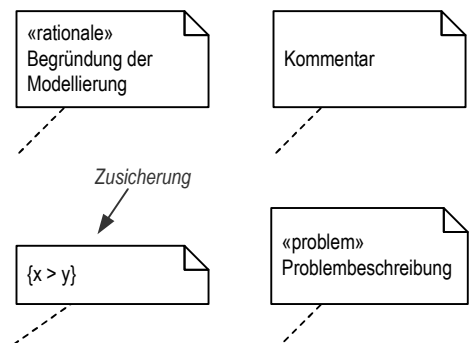 «rationale»
Begründung der
Modellierung
Kommentar
Zusicherung
{x > y}
«problem»
Problembeschreibung